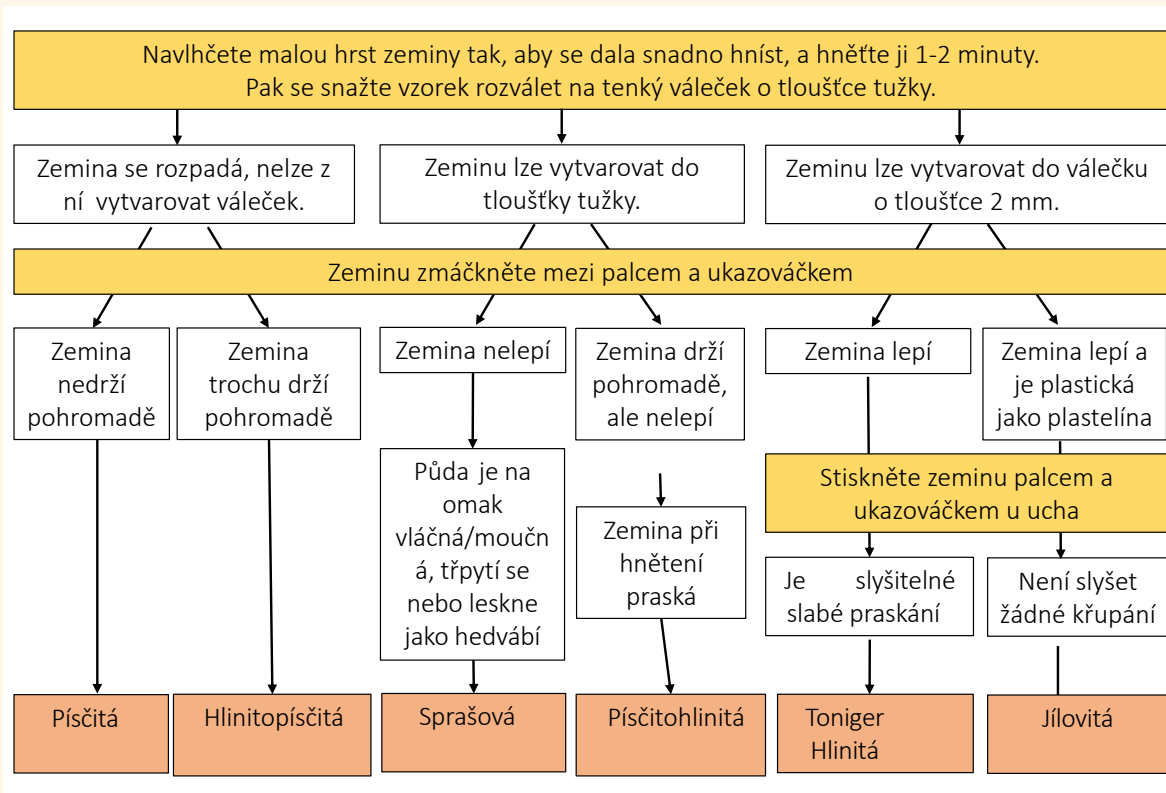 Navlhčete malou hrst zeminy tak, aby se dala snadno hníst, a hněťte ji 1-2 minuty.
Pak se snažte vzorek rozválet na tenký váleček o tloušťce tužky.
Zemina se rozpadá, nelze z
ní vytvarovat váleček.
Zeminu lze vytvarovat do
tloušťky tužky.
Zeminu lze vytvarovat do válečku
o tloušťce 2 mm.
Zeminu zmáčkněte mezi palcem a ukazováčkem
Zemina
nedrží
pohromadě
Zemina
trochu drží
pohromadě
Zemina nelepí
Zemina drží
pohromadě,
ale nelepí
Zemina lepí
Zemina lepí a
je plastická
jako plastelína
Půda je na
omak
vláčná/moučn
á, třpytí se
nebo leskne
jako hedvábí
Zemina při
hnětení
praská
Stiskněte zeminu palcem a
ukazováčkem u ucha
Je slyšitelné
slabé praskání
Není slyšet
žádné křupání
Písčitá
Hlinitopísčitá
Sprašová
Písčitohlinitá
Toniger
Hlinitá
Jílovitá